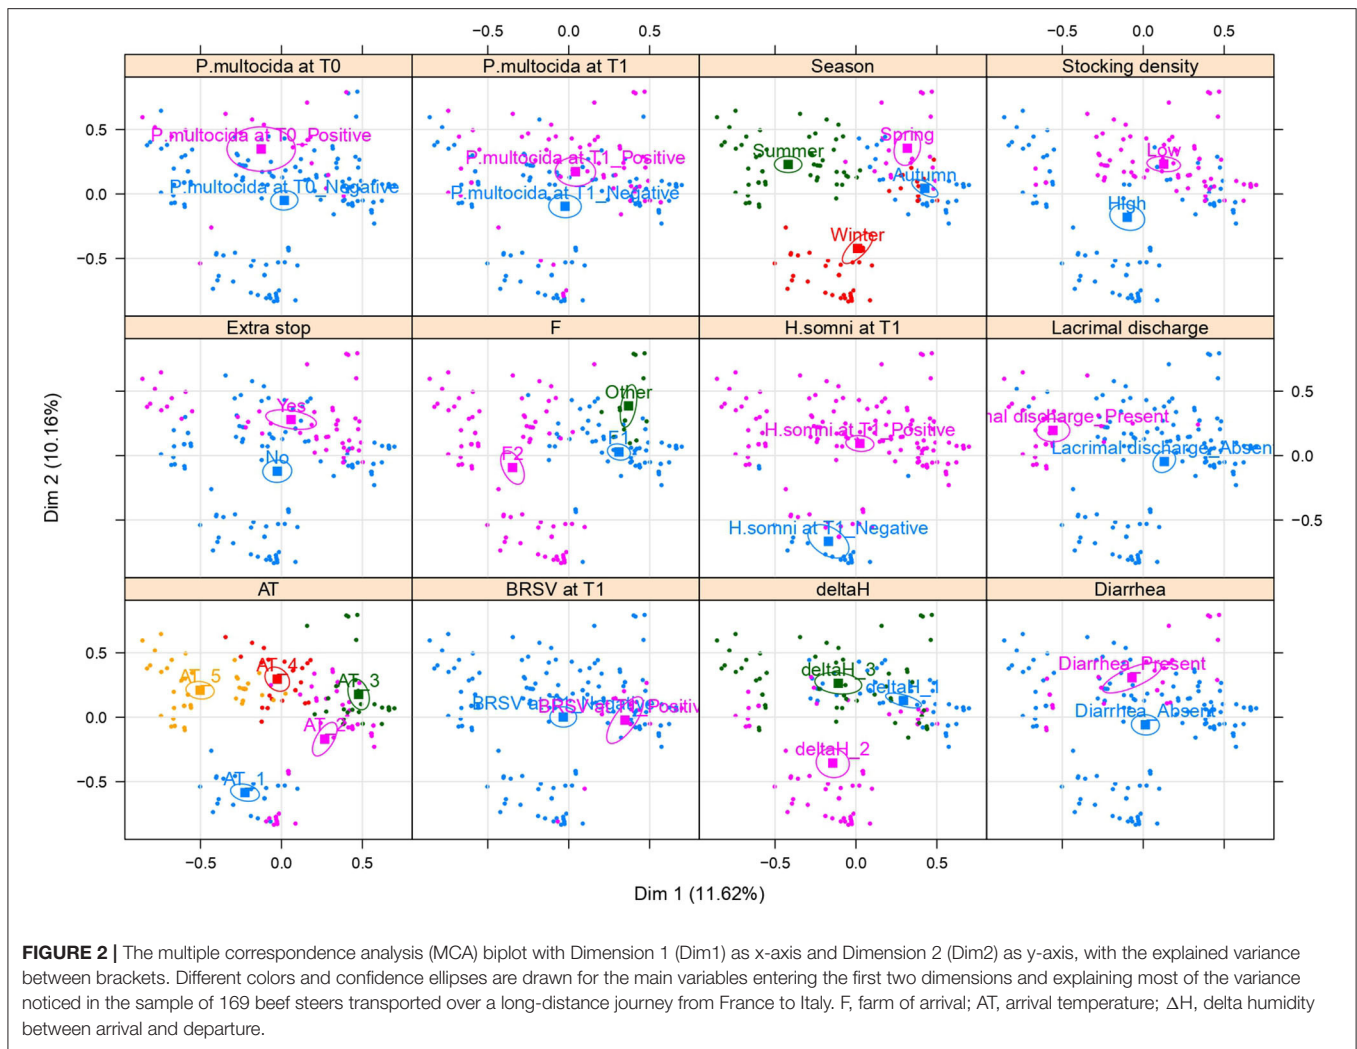 −0.5 0.0 0.5 −0.5 0.0 0.5
P.multocida at T0 P.multocida at T1 Season Stocking density
0.5 P.multocida at T0_Positive P.multocida at T1_Positive Summer Spring Low
0.0 P.multocida at T0_Negative P.multocida at T1_Negative Autumn High
−0.5 Winter
Extra stop F H.somni at T1 Lacrimal discharge
Yes Other H.somni at T1_Positive nal discharge_Present 0.5
No F1 F2 Lacrimal discharge_Absen 0.0
H.somni at T1_Negative −0.5
AT BRSV at T1 deltaH Diarrhea
0.5 AT_5 AT_4 AT_3 deltaH_3 deltaH_1 Diarrhea_Present
0.0 AT_2 BRSV at T1_Negative BRSV at T1_Positiv deltaH_2 Diarrhea_Absent
−0.5 AT_1
−0.5 0.0 0.5 −0.5 0.0 0.5
Dim 2 (10.16%)
Dim 1 (11.62%)
FIGURE 2 | The multiple correspondence analysis (MCA) biplot with Dimension 1 (Dim1) as x-axis and Dimension 2 (Dim2) as y-axis, with the explained variance
between brackets. Different colors and confidence ellipses are drawn for the main variables entering the first two dimensions and explaining most of the variance
noticed in the sample of 169 beef steers transported over a long-distance journey from France to Italy. F, farm of arrival; AT, arrival temperature; ΔH, delta humidity
between arrival and departure.